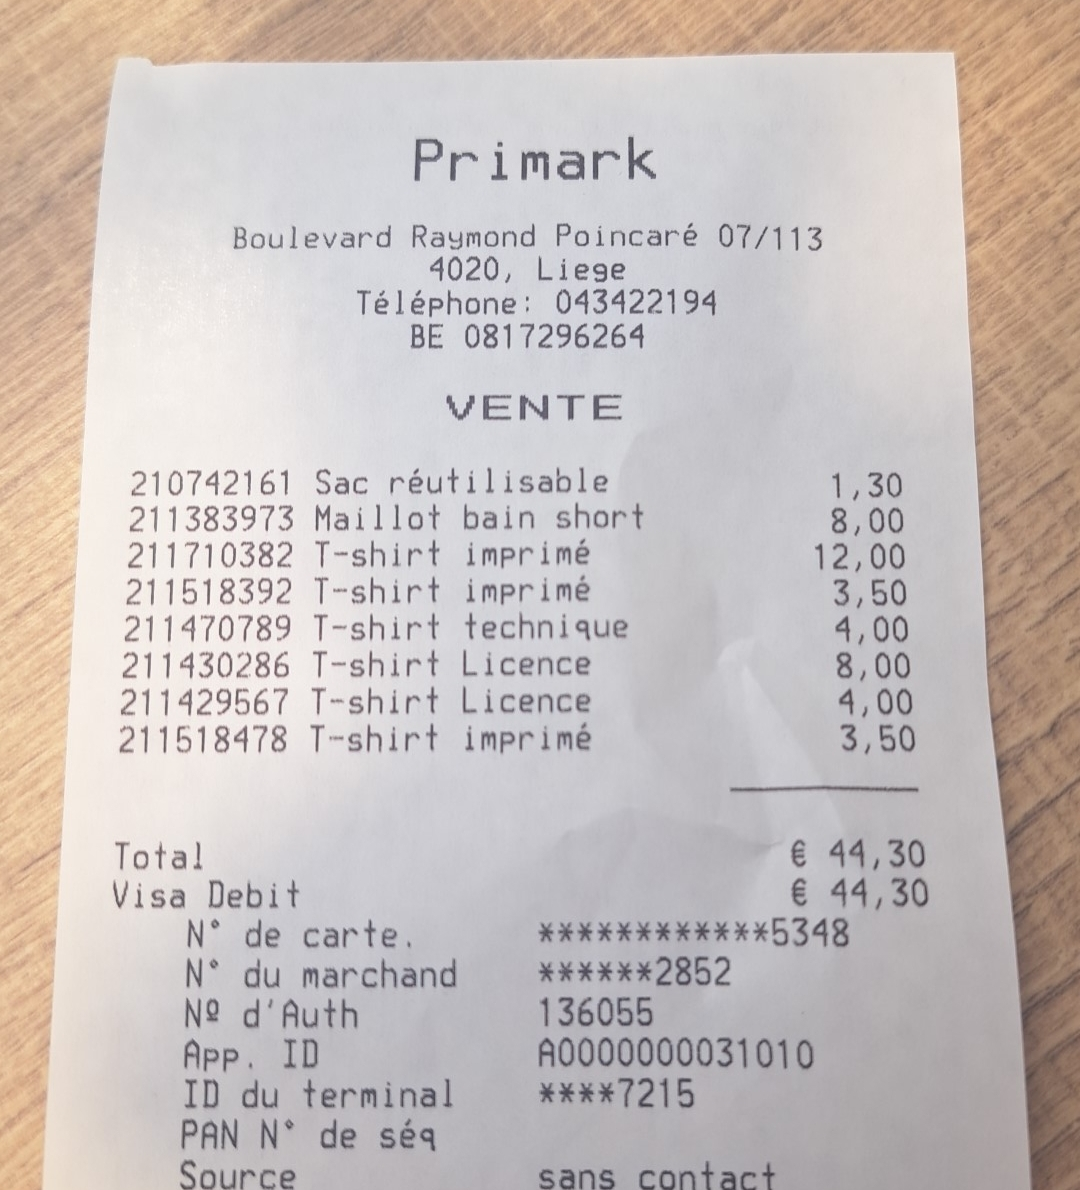 Primark
Boulevard Raymond Poincaré 07/113
4020, Liege
Téléphone: 043422194
BE 0817296264
VENTE
210742161 Sac réutilisable 1,30
211383973 Maillot bain short 8,00
211710382 T-shirt imprimé 12,00
211518392 T-shirt imprimé 3,50
211470789 T-shirt technique 4,00
211430286 T-shirt Licence 8,00
211429567 T-shirt Licence 4,00
211518478 T-shirt imprimé 3,50
Total € 44,30
Visa Debit € 44,30
N° de carte. ************5348
N° du marchand ******2852
Nº d'Auth 136055
App. ID A0000000031010
ID du terminal ****7215
PAN N° de séq
Source sans contact